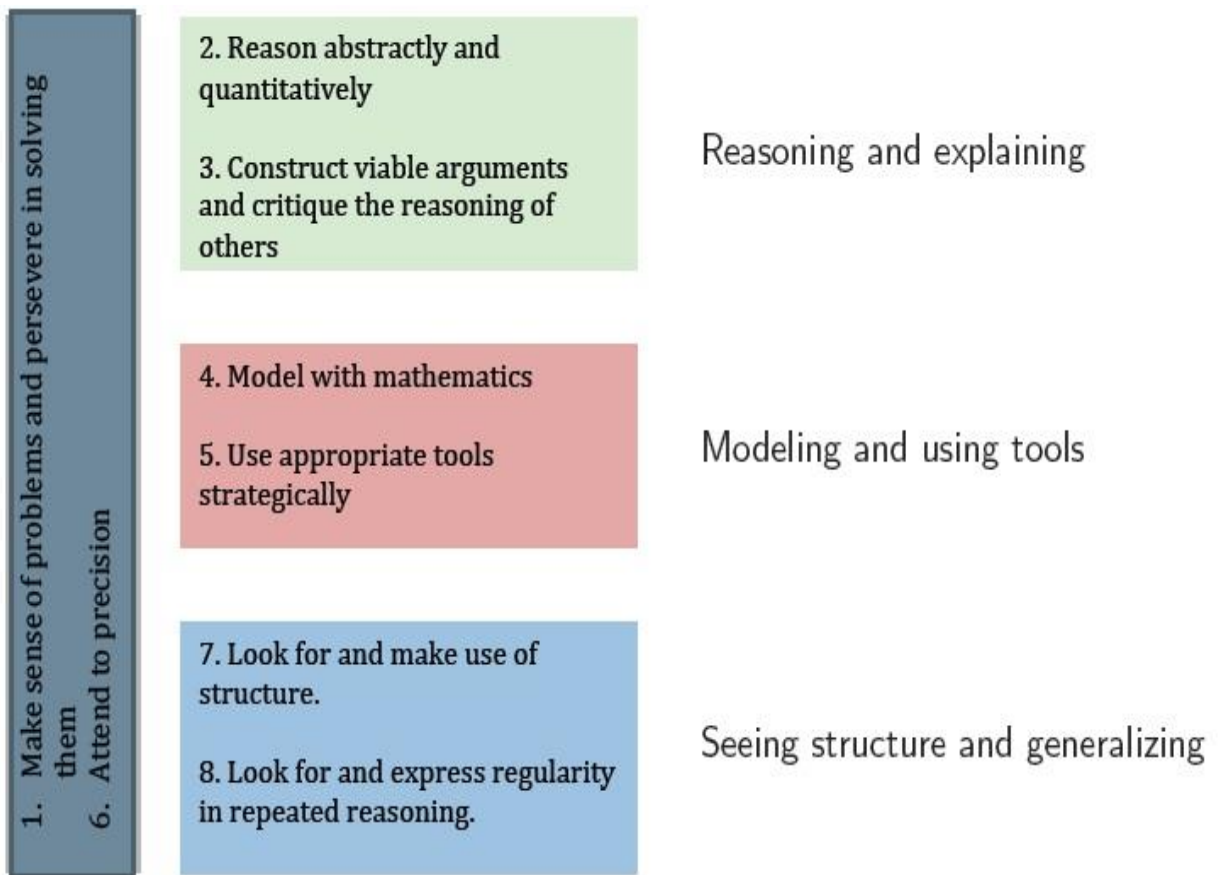 1. Make sense of problems and persevere in solving
them
6. Attend to precision
2. Reason abstractly and
quantitatively
3. Construct viable arguments
and critique the reasoning of
others
Reasoning and explaining
4. Model with mathematics
5. Use appropriate tools
strategically
Modeling and using tools
7. Look for and make use of
structure.
8. Look for and express regularity
in repeated reasoning.
Seeing structure and generalizing